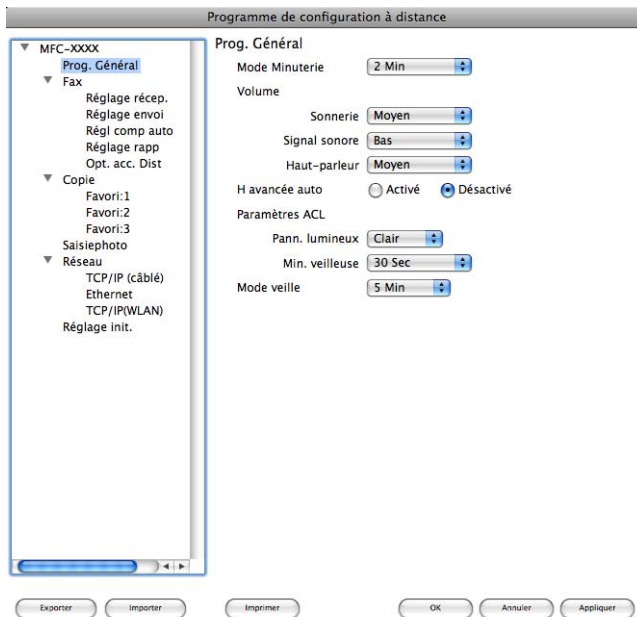 Programme de configuration à distance
MFC-XXXX
Prog. Général
Fax
Réglage récep.
Réglage envoi
Régl comp auto
Réglage rapp
Opt. acc. Dist
Copie
Favori:1
Favori:2
Favori:3
Saisiephoto
Réseau
TCP/IP (câblé)
Ethernet
TCP/IP(WLAN)
Réglage init.
Prog. Général
Mode Minuterie 2 Min
Volume
Sonnerie Moyen
Signal sonore Bas
Haut-parleur Moyen
H avancée auto Activé Désactivé
Paramètres ACL
Pann. lumineux Clair
Min. veilleuse 30 Sec
Mode veille 5 Min
Exporter Importer Imprimer OK Annuler Appliquer